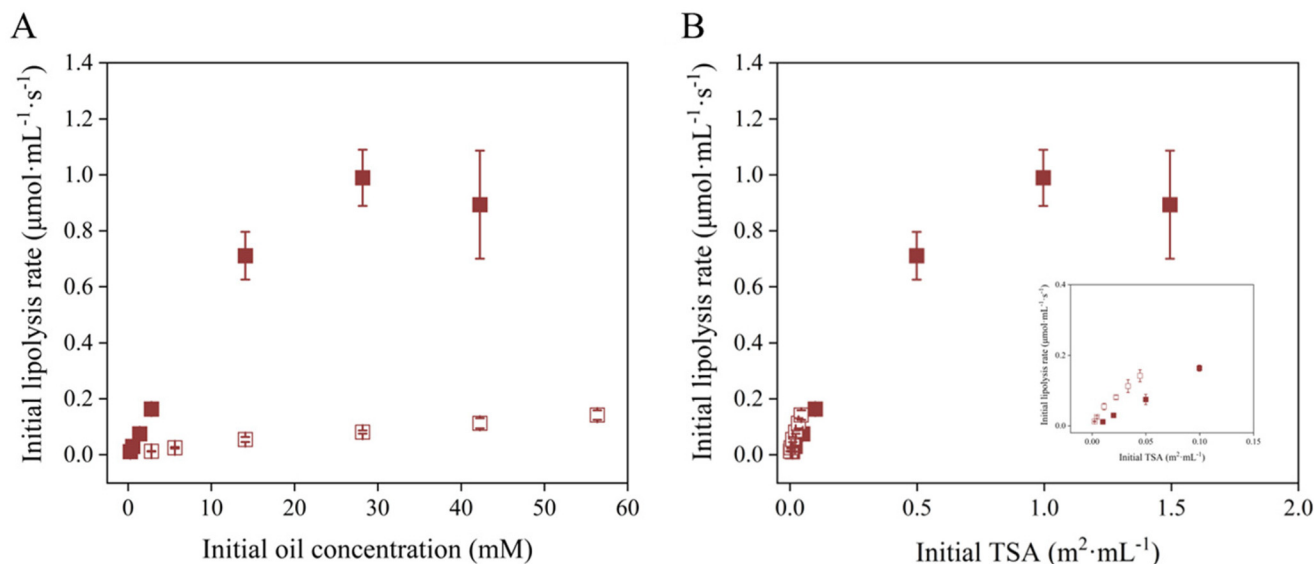 A
Initial lipolysis rate (μmol·mL⁻¹·s⁻¹)
1.4
1.2
1.0
0.8
0.6
0.4
0.2
0.0
0 10 20 30 40 50 60
Initial oil concentration (mM)
B
Initial lipolysis rate (μmol·mL⁻¹·s⁻¹)
1.4
1.2
1.0
0.8
0.6
0.4
0.2
0.0
0.0 0.5 1.0 1.5 2.0
Initial TSA (m²·mL⁻¹)
Initial lipolysis rate (μmol·mL⁻¹·s⁻¹)
0.4
0.2
0.0
0.00 0.05 0.10 0.15
Initial TSA (m²·mL⁻¹)